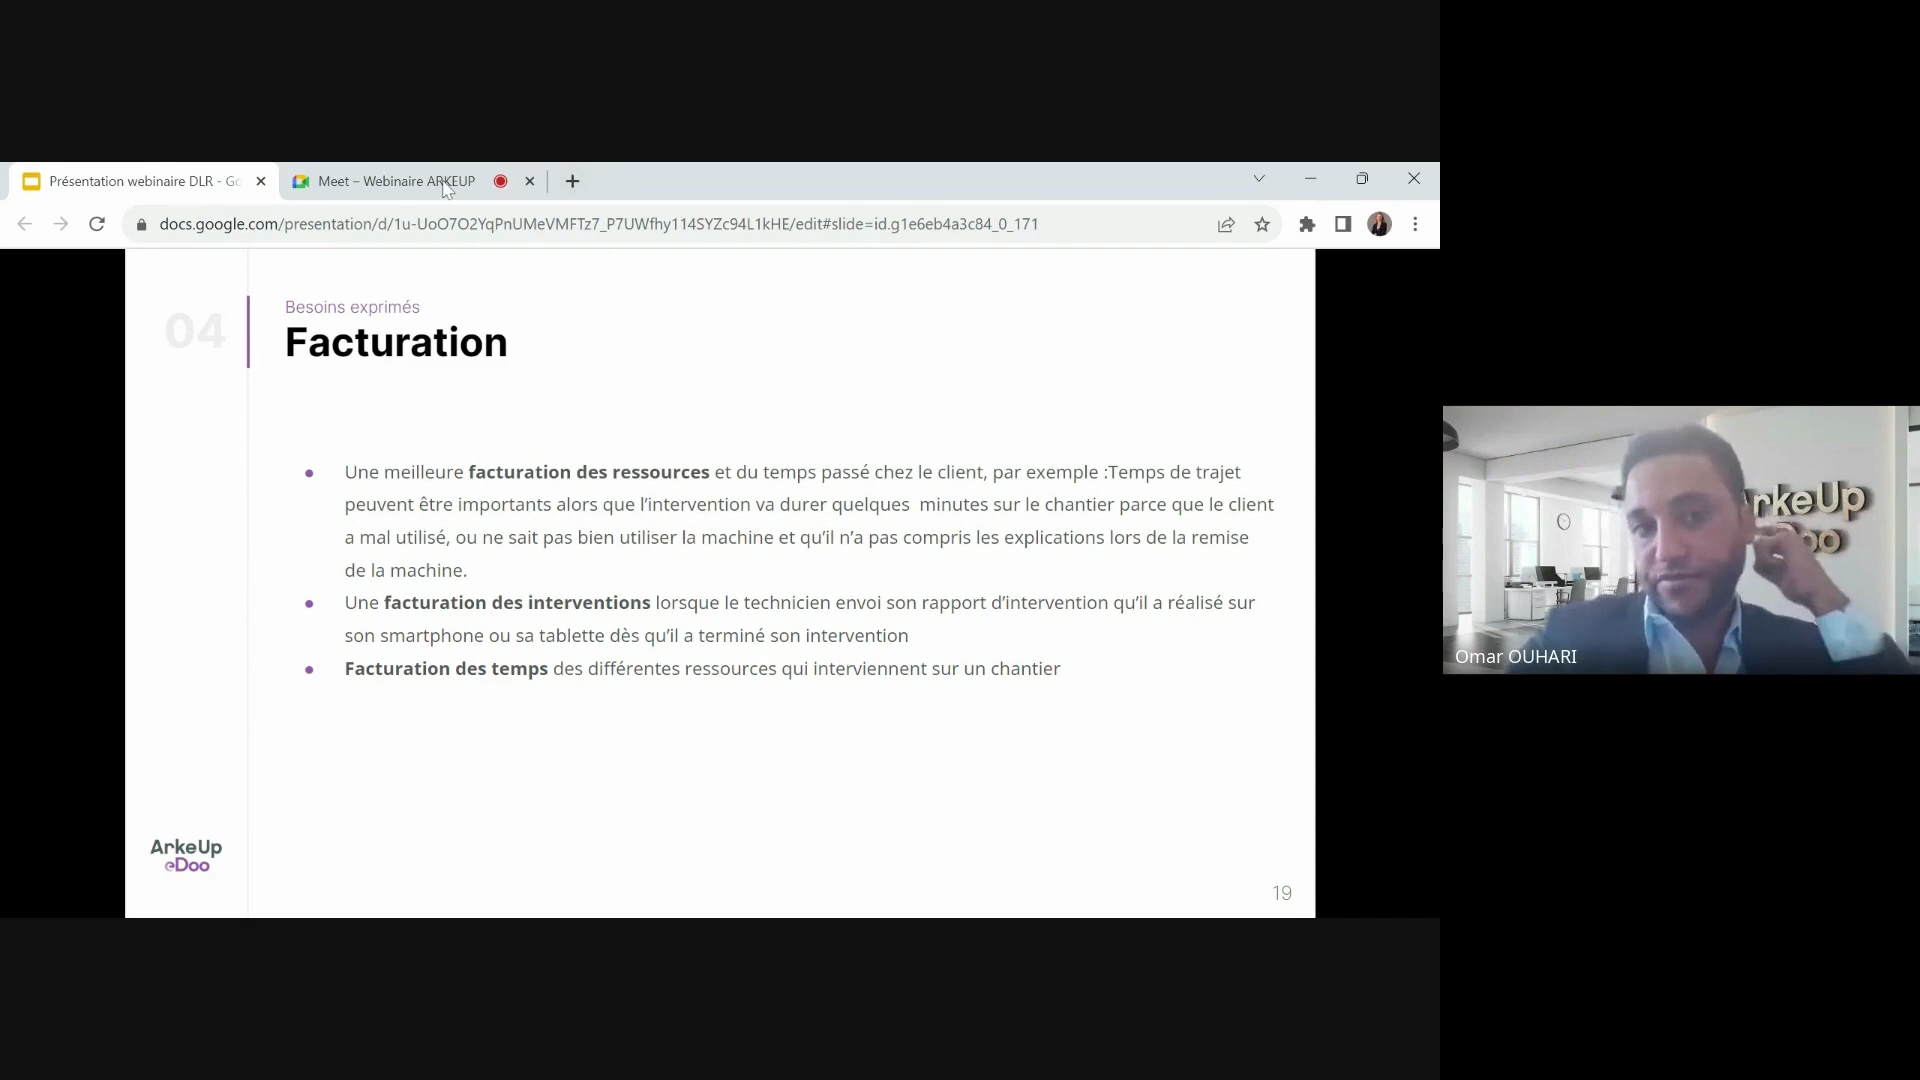 Présentation webinaire DLR - Go
Meet – Webinaire ARKEUP
docs.google.com/presentation/d/1u-UoO7O2YqPnUMeVMFTz7_P7UWfhy114SYZc94L1kHE/edit#slide=id.g1e6eb4a3c84_0_171
04
Besoins exprimés
Facturation
Une meilleure facturation des ressources et du temps passé chez le client, par exemple :Temps de trajet
peuvent être importants alors que l’intervention va durer quelques minutes sur le chantier parce que le client
a mal utilisé, ou ne sait pas bien utiliser la machine et qu’il n’a pas compris les explications lors de la remise
de la machine.
Une facturation des interventions lorsque le technicien envoi son rapport d’intervention qu’il a réalisé sur
son smartphone ou sa tablette dès qu’il a terminé son intervention
Facturation des temps des différentes ressources qui interviennent sur un chantier
ArkeUp
eDoo
19
rkeUp
oo
Omar OUHARI